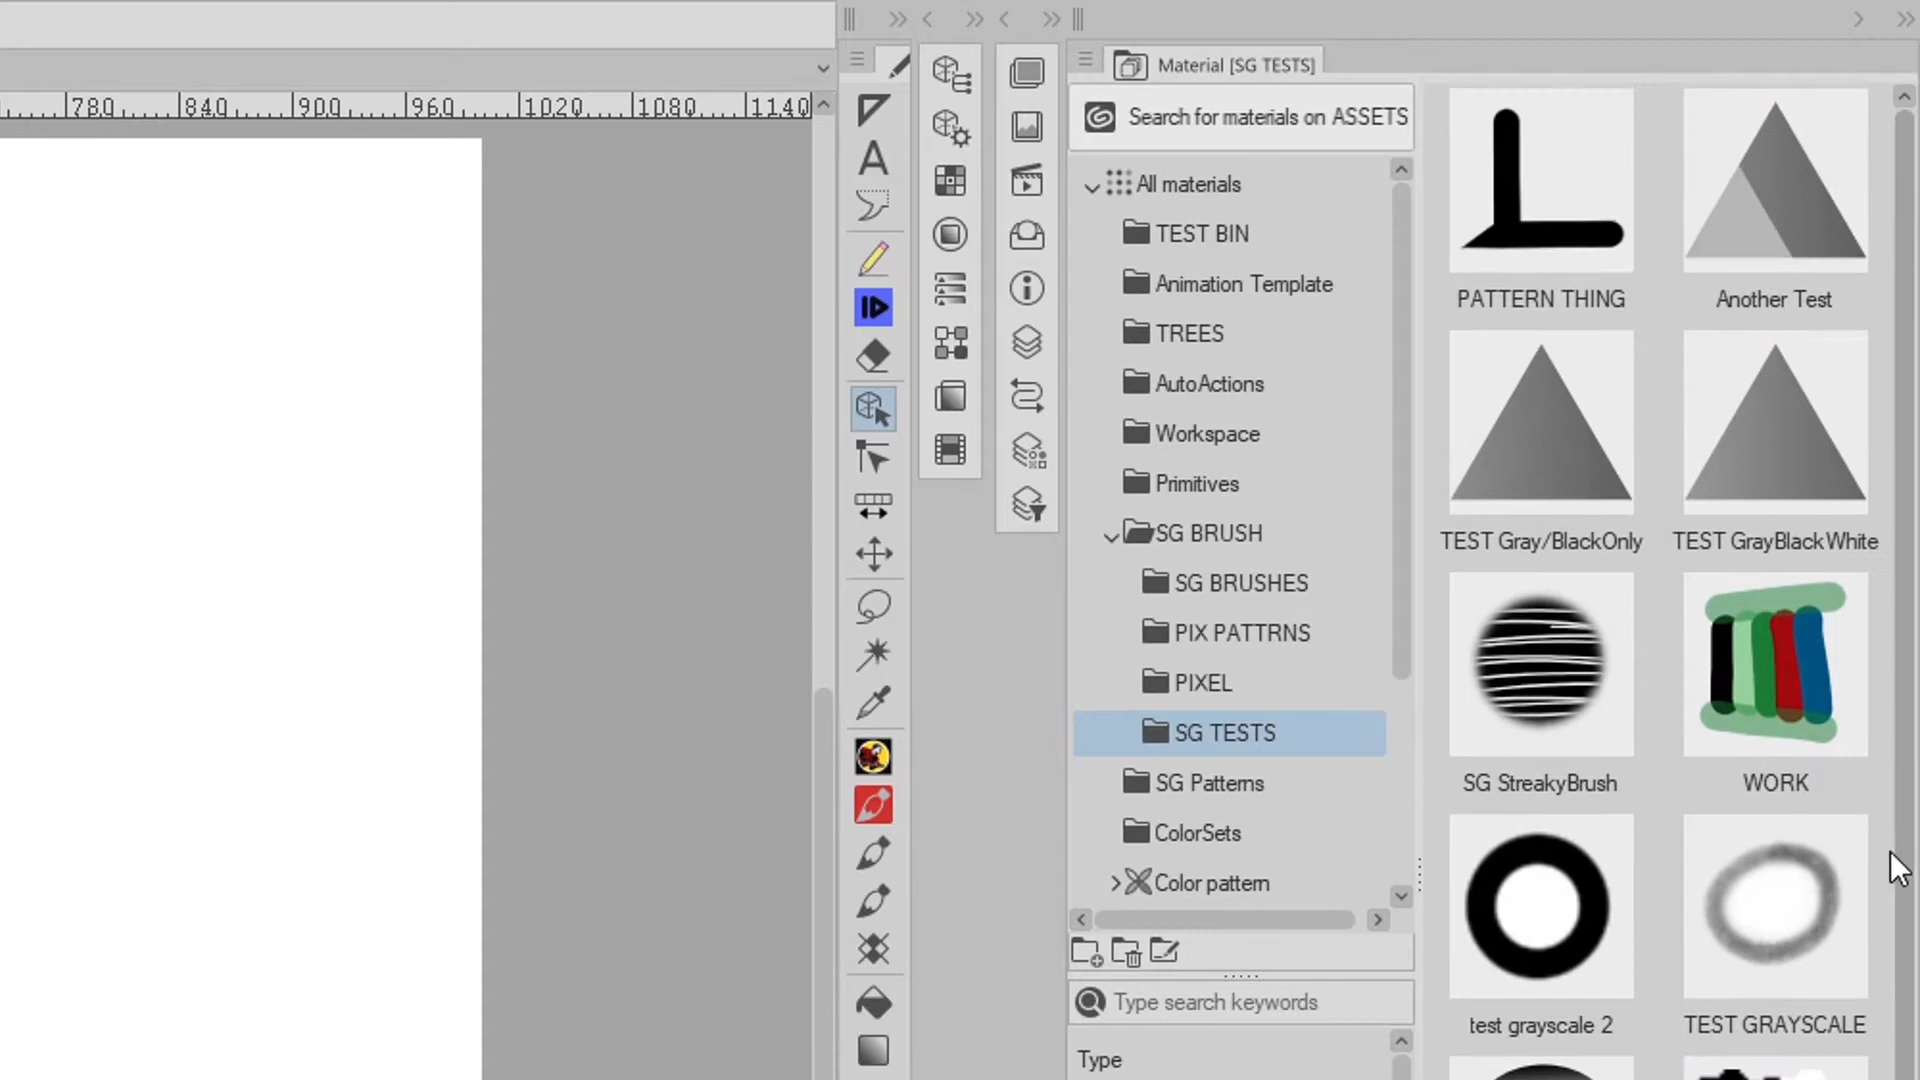 Material [SG TESTS]
780 840 900 960 1020 1080 1140
Search for materials on ASSETS
All materials
TEST BIN
Animation Template
TREES
AutoActions
Workspace
Primitives
SG BRUSH
SG BRUSHES
PIX PATTRNS
PIXEL
SG TESTS
SG Patterns
ColorSets
Color pattern
Type search keywords
Type
PATTERN THING
Another Test
TEST Gray/BlackOnly
TEST GrayBlackWhite
SG StreakyBrush
WORK
test grayscale 2
TEST GRAYSCALE